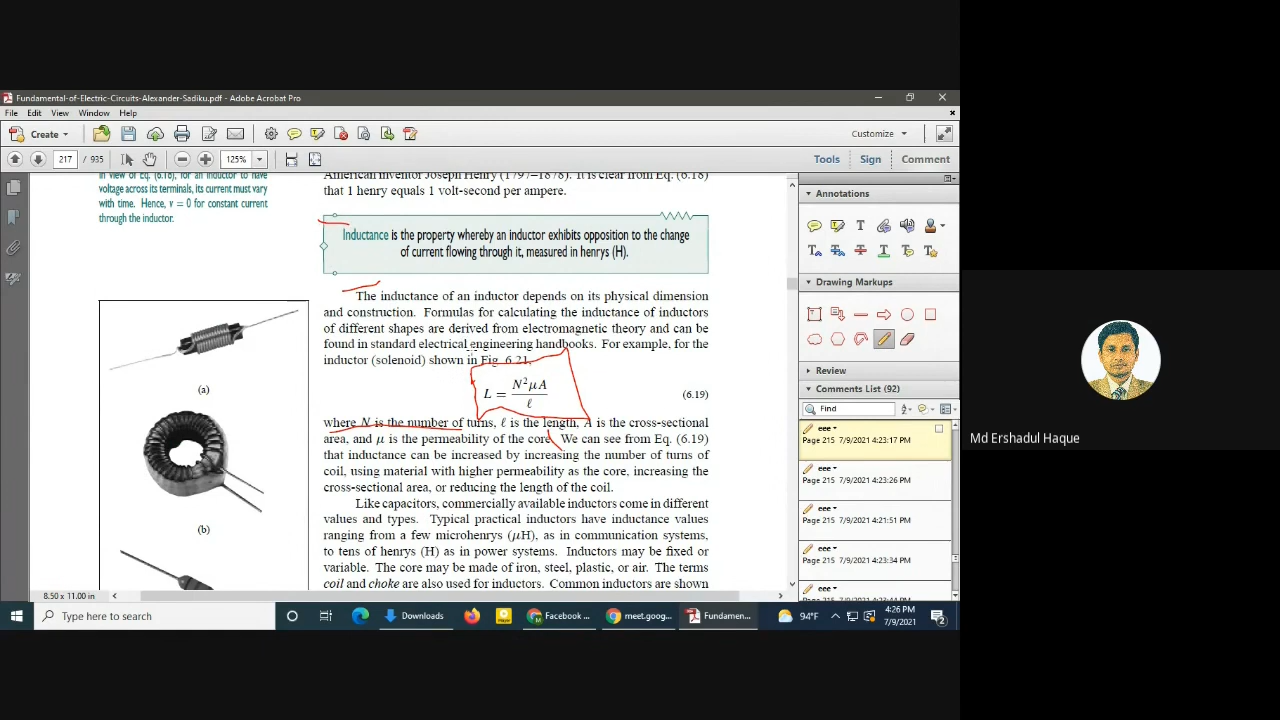 Fundamental-of-Electric-Circuits-Alexander-Sadiku.pdf - Adobe Acrobat Pro
File Edit View Window Help
Create Customize
217 / 935 125% Tools Sign Comment
In view of Eq. (6.18), for an inductor to have
voltage across its terminals, its current must vary
with time. Hence, v = 0 for constant current
through the inductor.
(a)
(b)
American inventor Joseph Henry (1797–1878). It is clear from Eq. (6.18)
that 1 henry equals 1 volt-second per ampere.
Inductance is the property whereby an inductor exhibits opposition to the change
of current flowing through it, measured in henrys (H).
The inductance of an inductor depends on its physical dimension
and construction. Formulas for calculating the inductance of inductors
of different shapes are derived from electromagnetic theory and can be
found in standard electrical engineering handbooks. For example, for the
inductor (solenoid) shown in Fig. 6.21,
L = N²μA / ℓ (6.19)
where N is the number of turns, ℓ is the length, A is the cross-sectional
area, and μ is the permeability of the core. We can see from Eq. (6.19)
that inductance can be increased by increasing the number of turns of
coil, using material with higher permeability as the core, increasing the
cross-sectional area, or reducing the length of the coil.
Like capacitors, commercially available inductors come in different
values and types. Typical practical inductors have inductance values
ranging from a few microhenrys (μH), as in communication systems,
to tens of henrys (H) as in power systems. Inductors may be fixed or
variable. The core may be made of iron, steel, plastic, or air. The terms
coil and choke are also used for inductors. Common inductors are shown
8.50 x 11.00 in
Annotations
Drawing Markups
Review
Comments List (92)
Find
eee
Page 215 7/9/2021 4:23:17 PM
eee
Page 215 7/9/2021 4:23:26 PM
eee
Page 215 7/9/2021 4:21:51 PM
eee
Page 215 7/9/2021 4:23:34 PM
eee
Page 215 7/9/2021 4:23:44 PM
Type here to search
Downloads
Facebook ...
meet.goog...
Fundamen...
94°F
4:26 PM
7/9/2021
2
Md Ershadul Haque